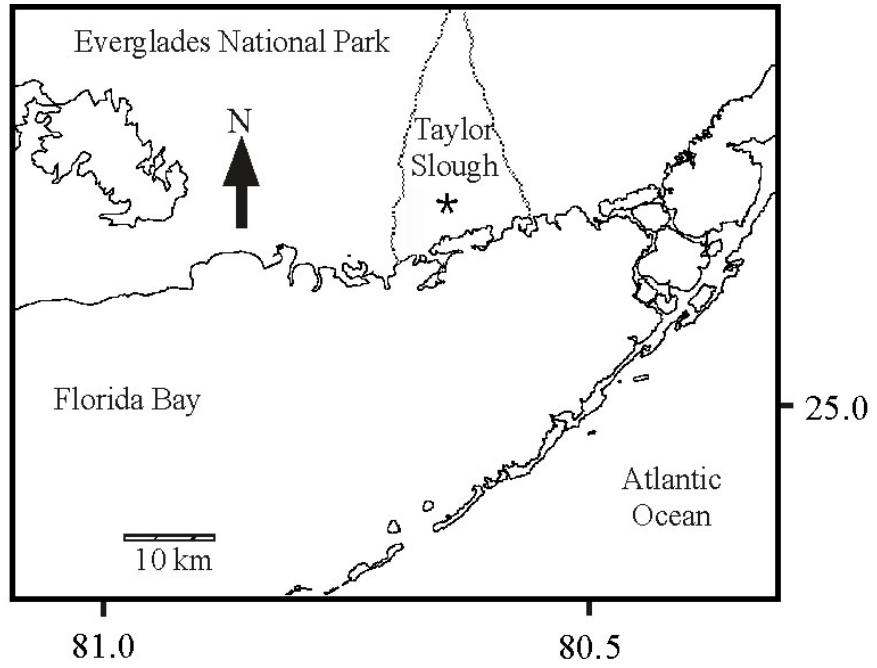 Everglades National Park
N
Taylor
Slough
*
Florida Bay
25.0
Atlantic
Ocean
10 km
81.0
80.5